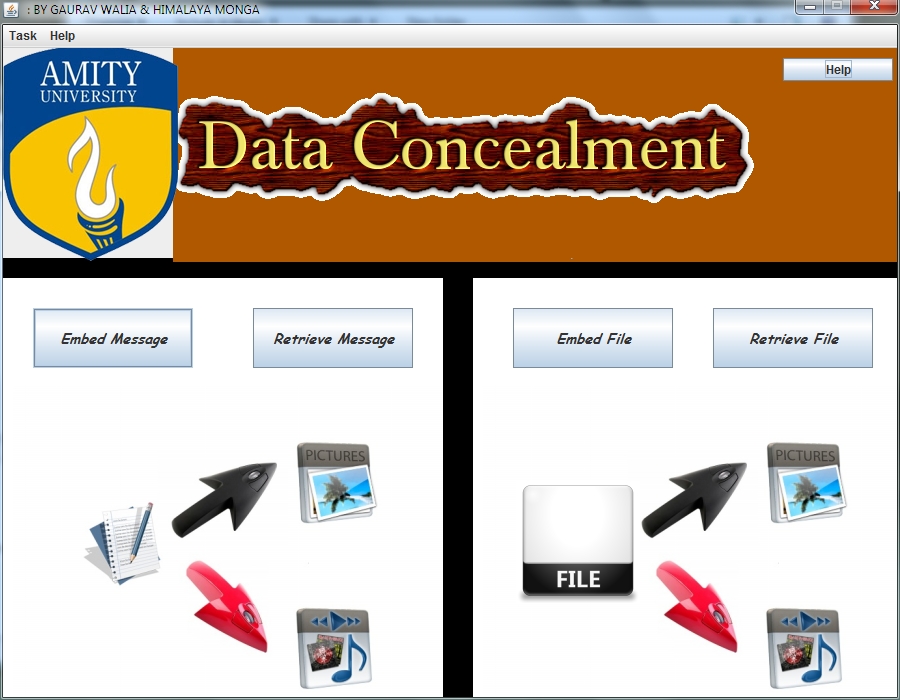 : BY GAURAV WALIA & HIMALAYA MONGA
Task Help
AMITY
UNIVERSITY
Help
Data Concealment
Embed Message
Retrieve Message
Embed File
Retrieve File
PICTURES
PICTURES
FILE